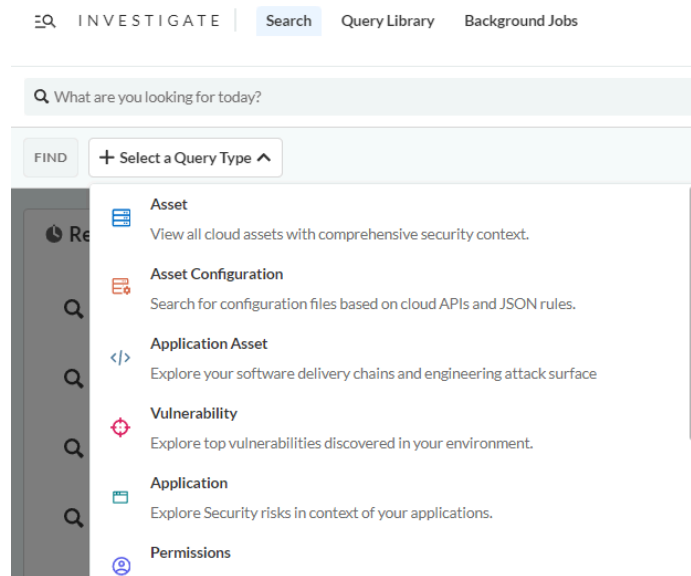 INVESTIGATE Search Query Library Background Jobs
What are you looking for today?
FIND + Select a Query Type
Asset
View all cloud assets with comprehensive security context.
Re
Asset Configuration
Search for configuration files based on cloud APIs and JSON rules.
Application Asset
Explore your software delivery chains and engineering attack surface
Vulnerability
Explore top vulnerabilities discovered in your environment.
Application
Explore Security risks in context of your applications.
Permissions